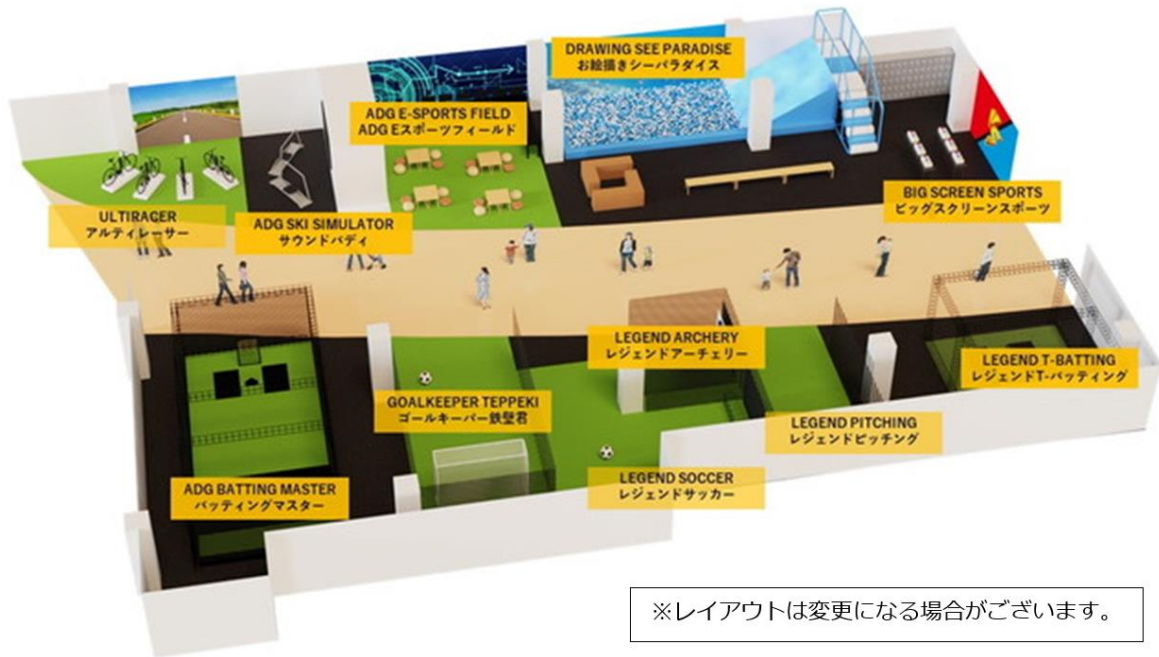 DRAWING SEE PARADISE
お絵描きシーパラダイス
ADG E-SPORTS FIELD
ADG Eスポーツフィールド
BIG SCREEN SPORTS
ビッグスクリーンスポーツ
ULTIRACER
アルティレーサー
ADG SKI SIMULATOR
サウンドバディ
LEGEND ARCHERY
レジェンドアーチェリー
LEGEND T-BATTING
レジェンドT-バッティング
GOALKEEPER TEPPEKI
ゴールキーパー鉄壁君
LEGEND PITCHING
レジェンドピッチング
LEGEND SOCCER
レジェンドサッカー
ADG BATTING MASTER
バッティングマスター
※レイアウトは変更になる場合がございます。